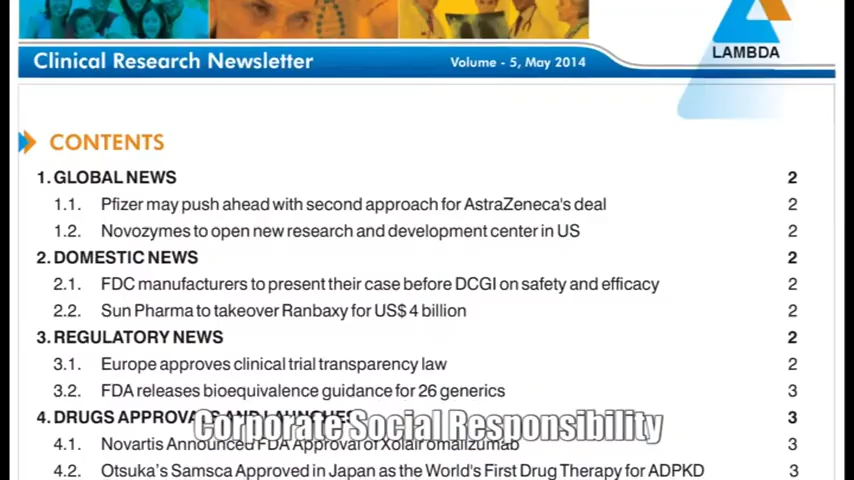 LAMBDA
Clinical Research Newsletter
Volume - 5, May 2014
CONTENTS
1. GLOBAL NEWS 2
1.1. Pfizer may push ahead with second approach for AstraZeneca's deal 2
1.2. Novozymes to open new research and development center in US 2
2. DOMESTIC NEWS 2
2.1. FDC manufacturers to present their case before DCGI on safety and efficacy 2
2.2. Sun Pharma to takeover Ranbaxy for US$ 4 billion 2
3. REGULATORY NEWS 2
3.1. Europe approves clinical trial transparency law 2
3.2. FDA releases bioequivalence guidance for 26 generics 3
4. DRUGS APPROVALS AND LAUNCHES 3
Corporate Social Responsibility
4.1. Novartis Announced FDA Approval of Xolair omalizumab 3
4.2. Otsuka's Samsca Approved in Japan as the World's First Drug Therapy for ADPKD 3